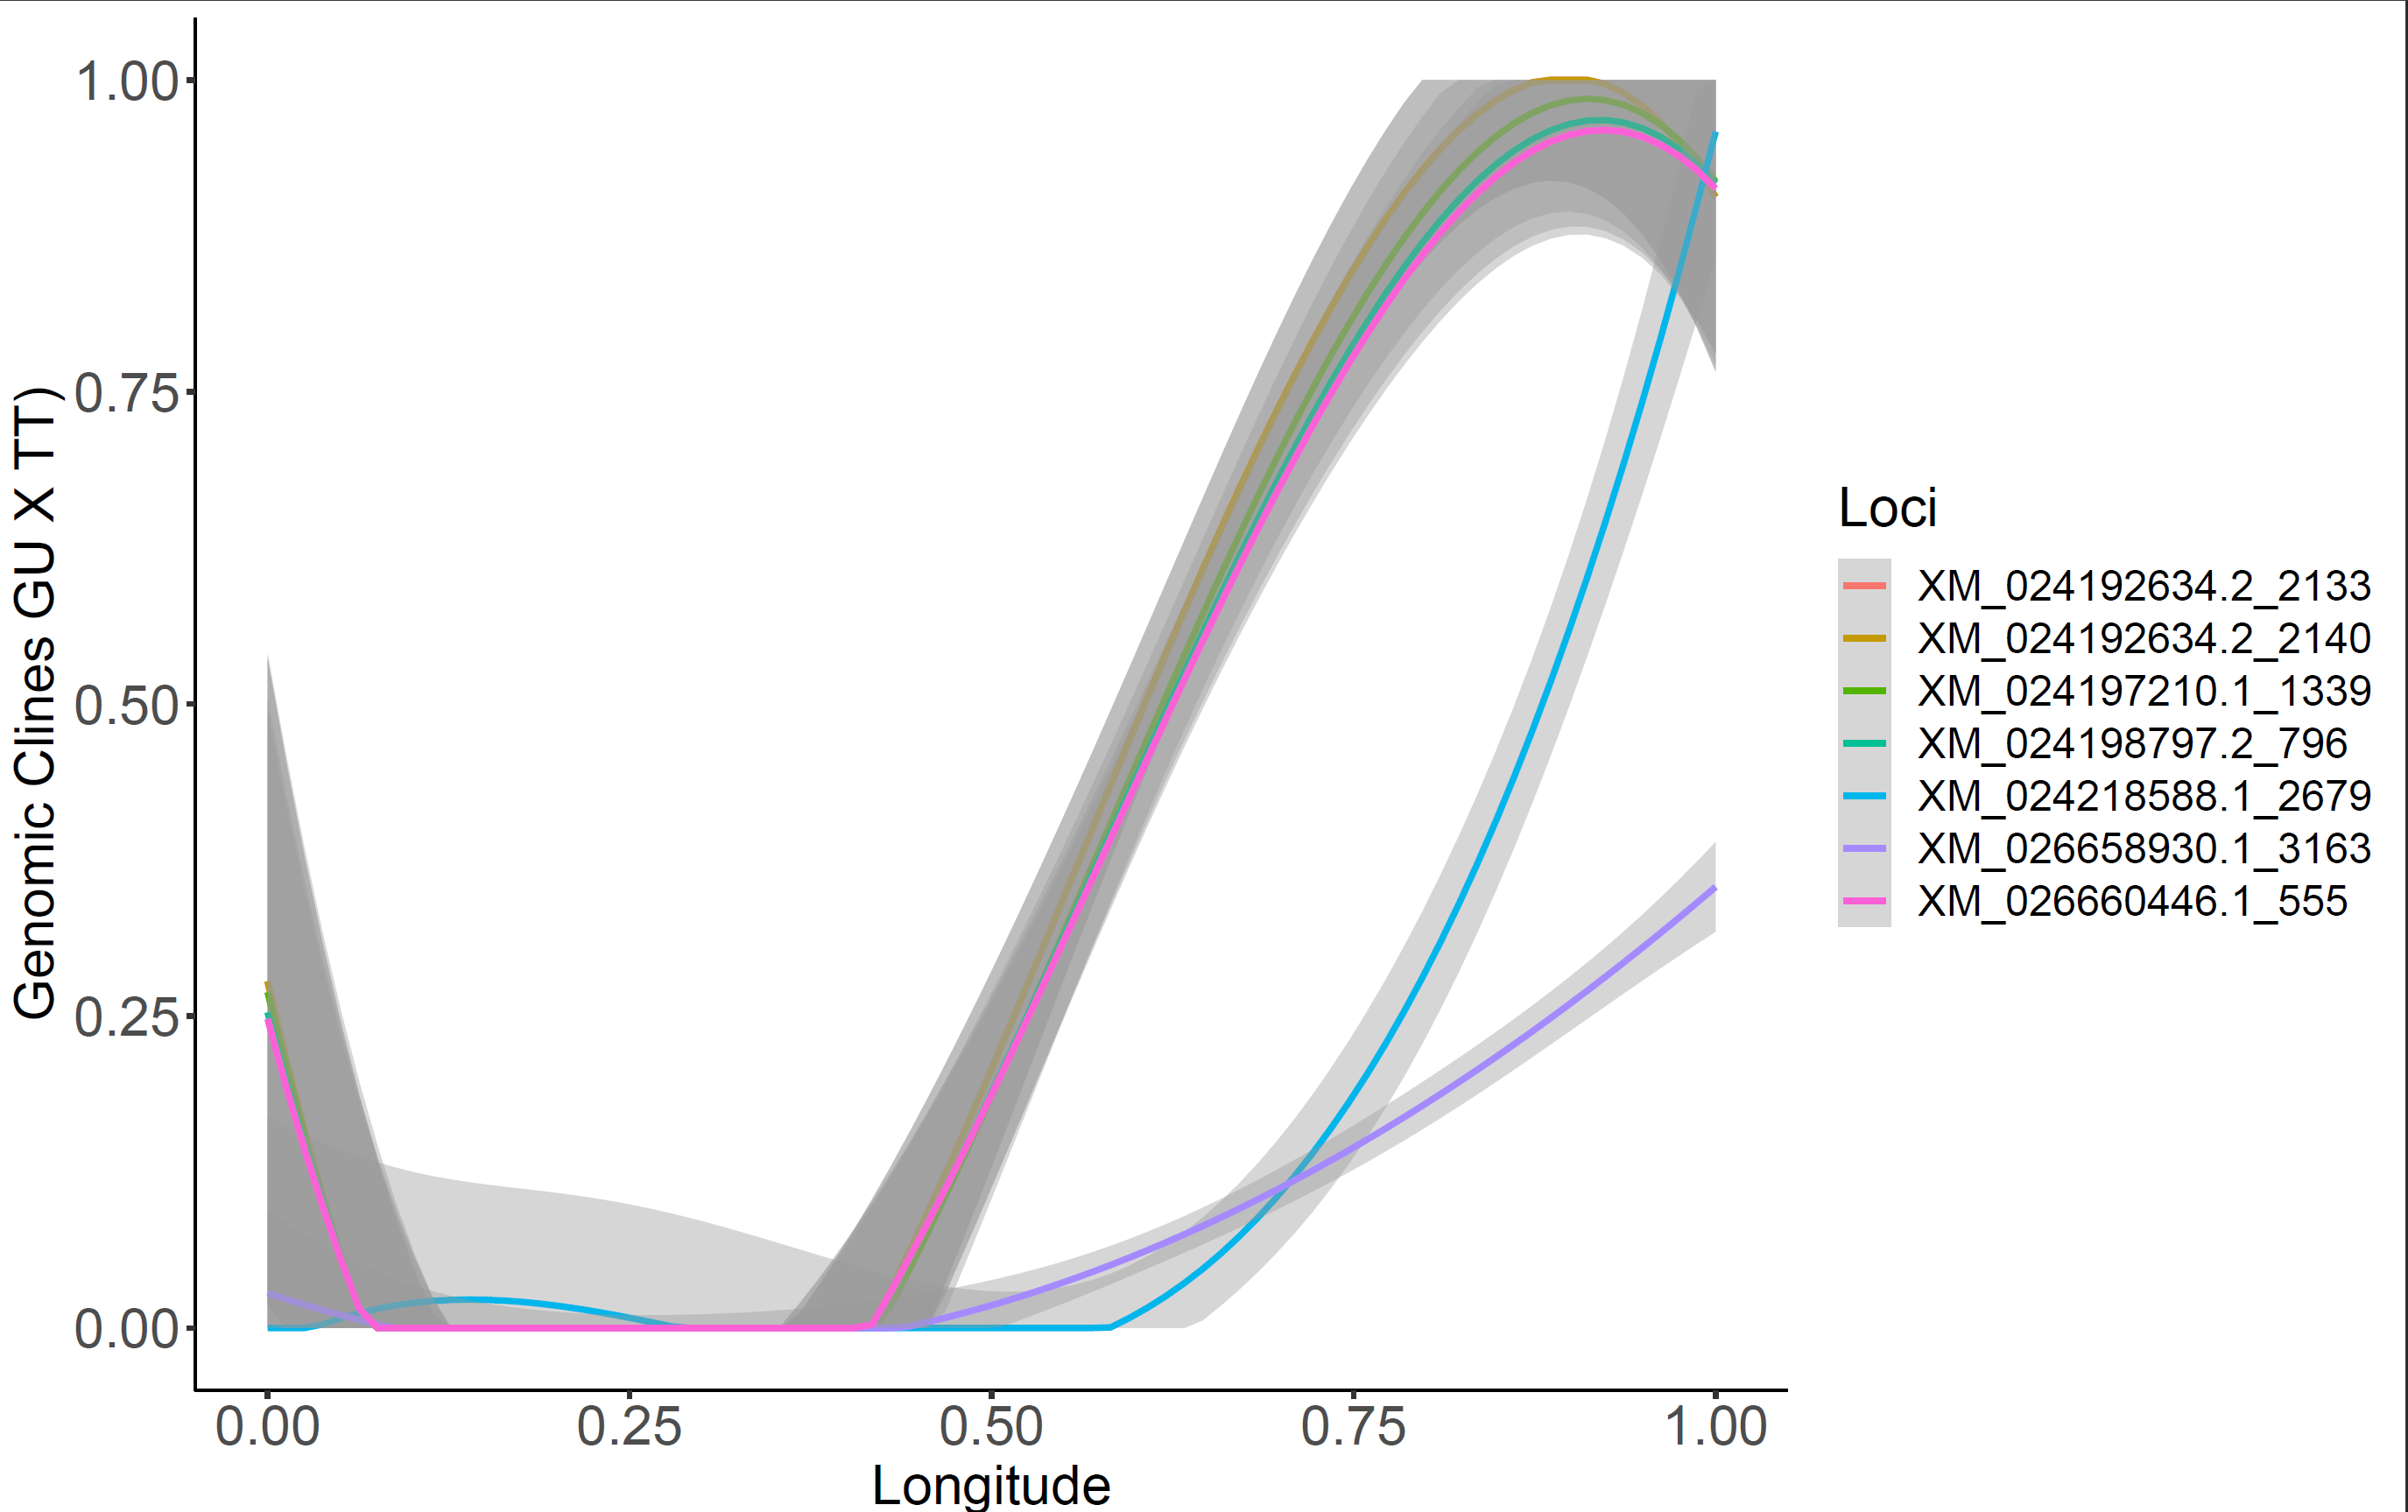 Genomic Clines GU X TT)
1.00
0.75
0.50
0.25
0.00
0.00 0.25 0.50 0.75 1.00
Longitude
Loci
XM_024192634.2_2133
XM_024192634.2_2140
XM_024197210.1_1339
XM_024198797.2_796
XM_024218588.1_2679
XM_026658930.1_3163
XM_026660446.1_555